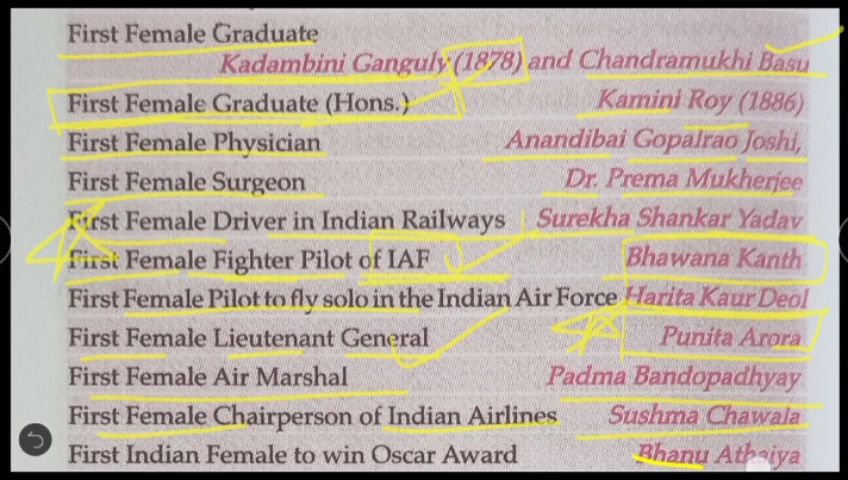 First Female Graduate
Kadambini Ganguly (1878) and Chandramukhi Basu
First Female Graduate (Hons.) Kamini Roy (1886)
First Female Physician Anandibai Gopalrao Joshi,
First Female Surgeon Dr. Prema Mukherjee
First Female Driver in Indian Railways Surekha Shankar Yadav
First Female Fighter Pilot of IAF Bhawana Kanth
First Female Pilot to fly solo in the Indian Air Force Harita Kaur Deol
First Female Lieutenant General Punita Arora
First Female Air Marshal Padma Bandopadhyay
First Female Chairperson of Indian Airlines Sushma Chawala
First Indian Female to win Oscar Award Bhanu Athaiya